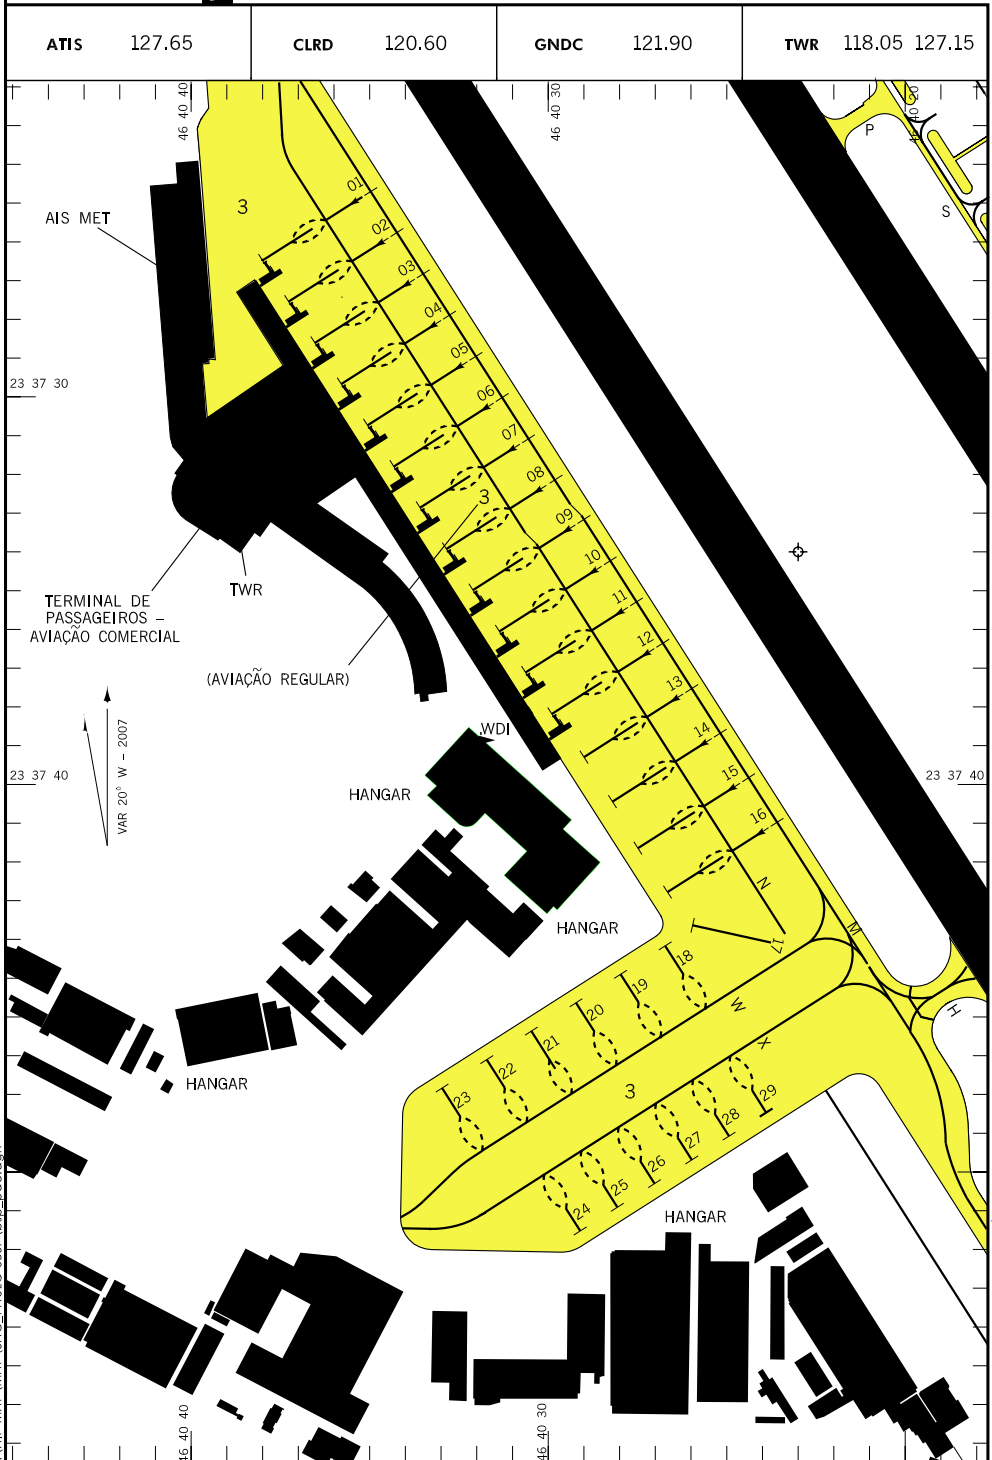 ATIS 127.65
CLRD 120.60
GNDC 121.90
TWR 118.05 127.15
46 40 40
46 40 30
46 40 20
P
S
3
01
02
03
04
05
06
07
08
09
10
11
12
13
14
15
16
AIS MET
23 37 30
3
TWR
TERMINAL DE
PASSAGEIROS –
AVIAÇÃO COMERCIAL
(AVIAÇÃO REGULAR)
WDI
VAR 20° W – 2007
23 37 40
23 37 40
HANGAR
HANGAR
HANGAR
N
M
17
18
19
20
21
22
23
W
X
H
3
24
25
26
27
28
29
HANGAR
46 40 40
46 40 30